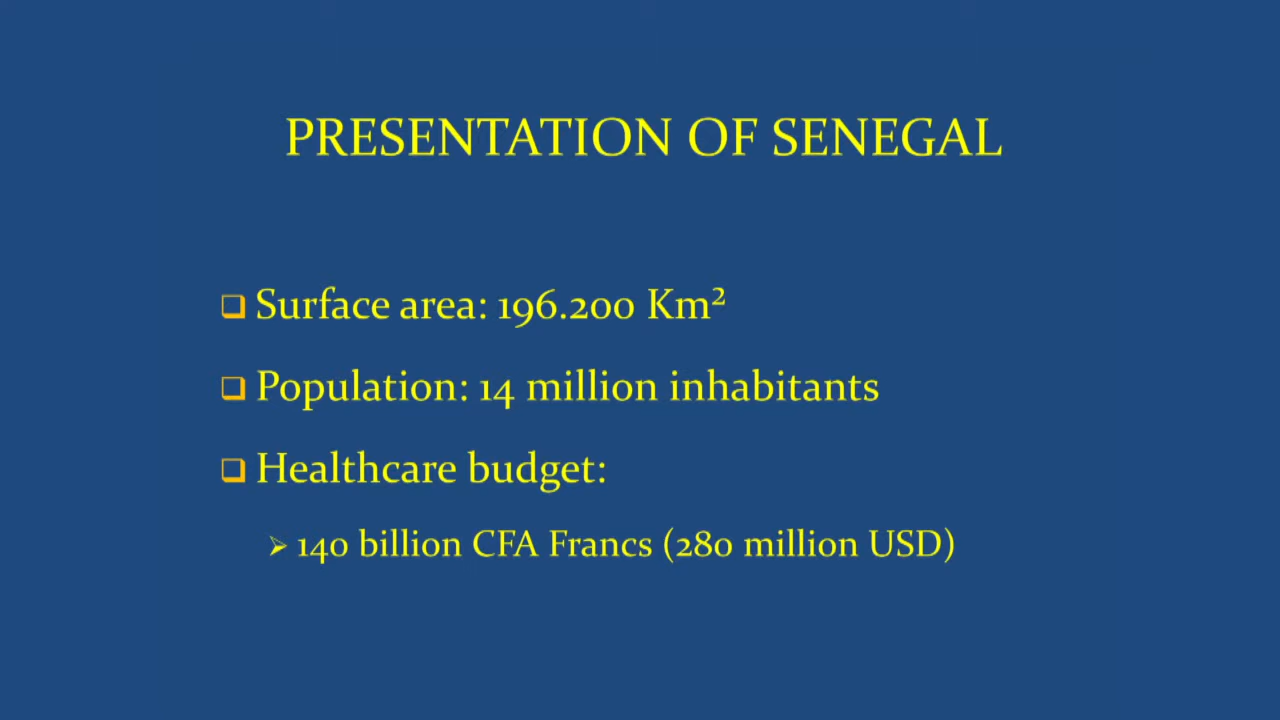 PRESENTATION OF SENEGAL
Surface area: 196.200 Km²
Population: 14 million inhabitants
Healthcare budget:
140 billion CFA Francs (280 million USD)